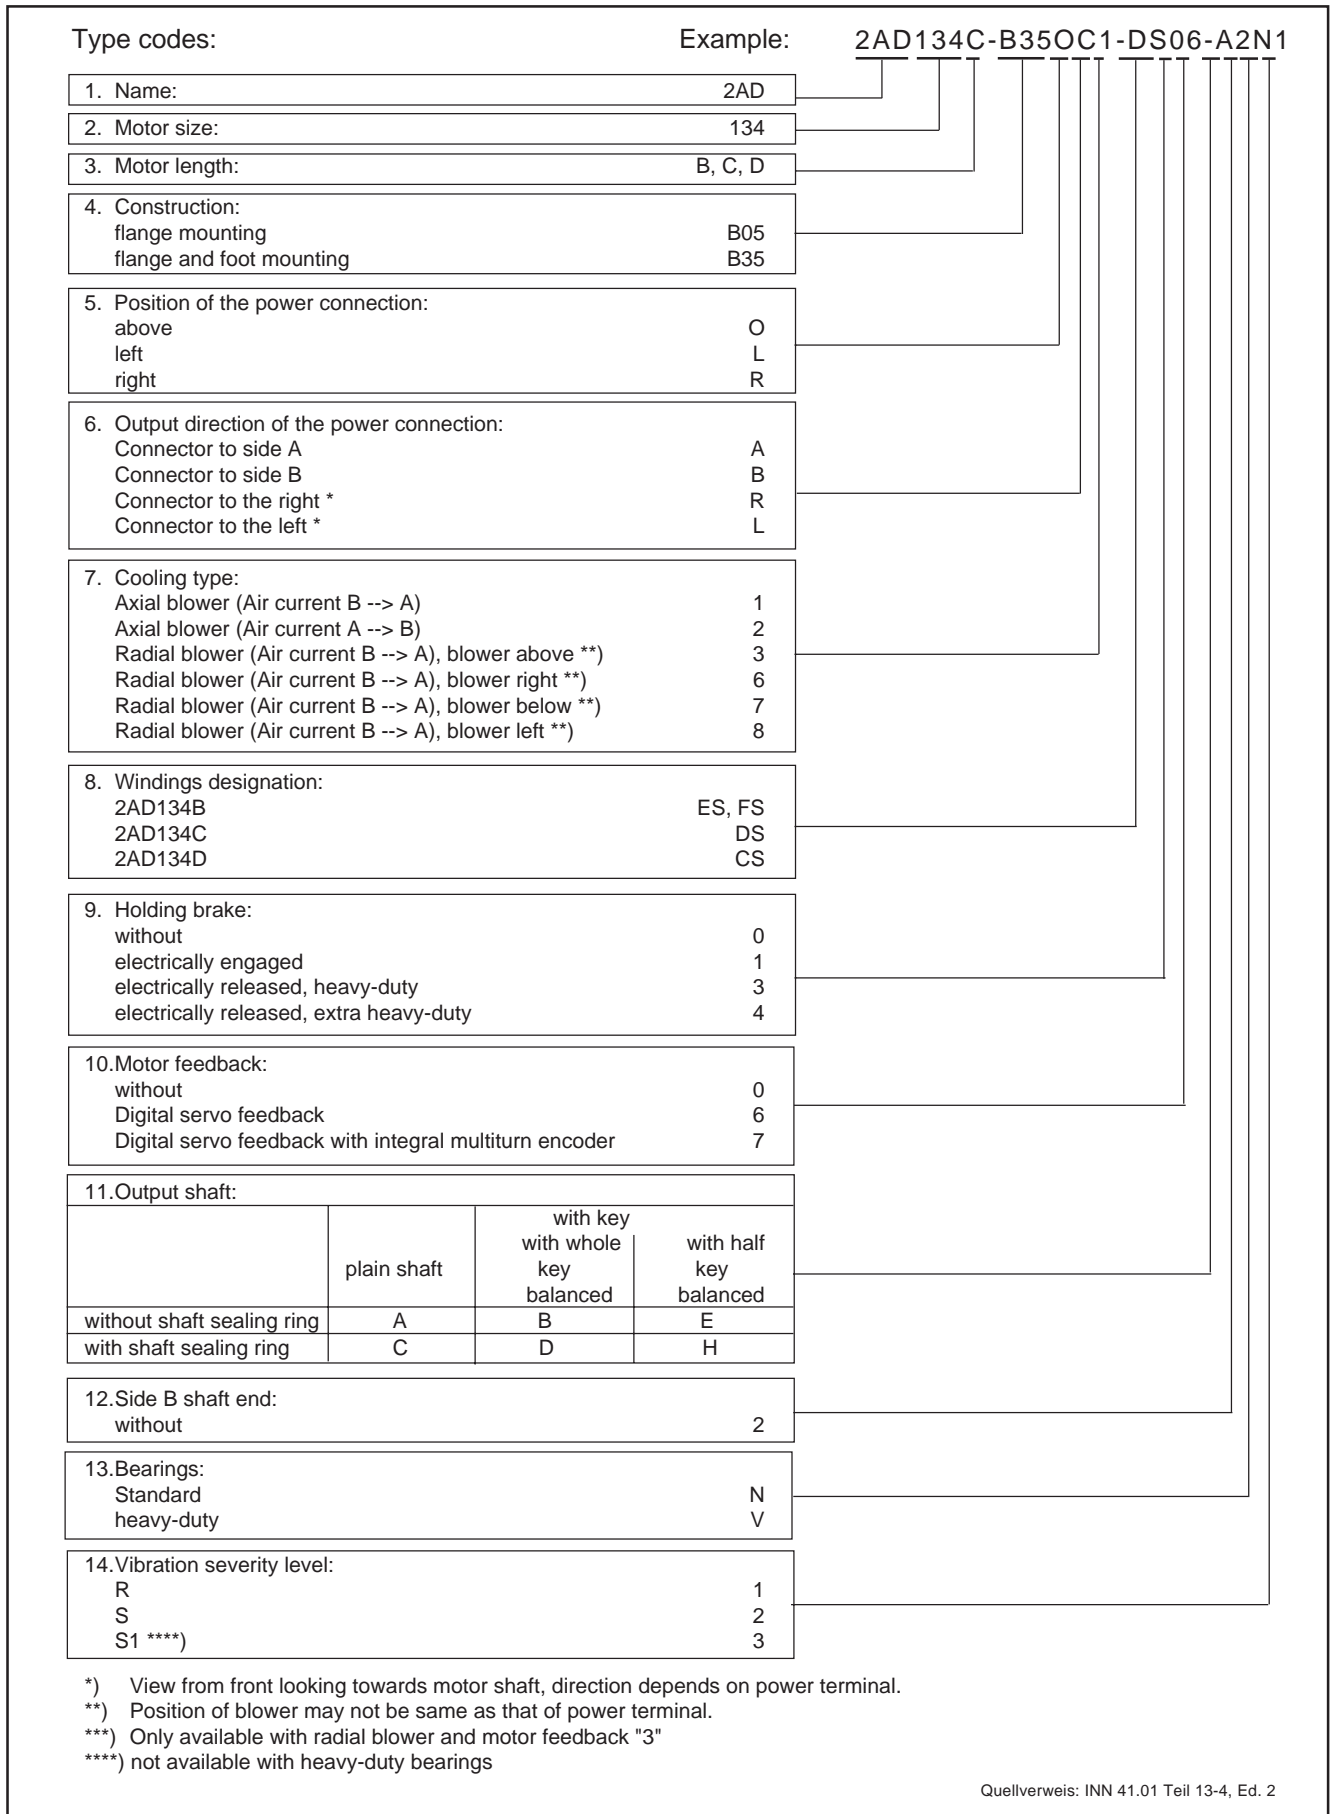 Type codes: Example: 2AD134C-B35OC1-DS06-A2N1
1. Name: 2AD
2. Motor size: 134
3. Motor length: B, C, D
4. Construction:
flange mounting B05
flange and foot mounting B35
5. Position of the power connection:
above O
left L
right R
6. Output direction of the power connection:
Connector to side A A
Connector to side B B
Connector to the right * R
Connector to the left * L
7. Cooling type:
Axial blower (Air current B --> A) 1
Axial blower (Air current A --> B) 2
Radial blower (Air current B --> A), blower above **) 3
Radial blower (Air current B --> A), blower right **) 6
Radial blower (Air current B --> A), blower below **) 7
Radial blower (Air current B --> A), blower left **) 8
8. Windings designation:
2AD134B ES, FS
2AD134C DS
2AD134D CS
9. Holding brake:
without 0
electrically engaged 1
electrically released, heavy-duty 3
electrically released, extra heavy-duty 4
10.Motor feedback:
without 0
Digital servo feedback 6
Digital servo feedback with integral multiturn encoder 7
11.Output shaft:
with key
with whole with half
plain shaft key key
balanced balanced
without shaft sealing ring A B E
with shaft sealing ring C D H
12.Side B shaft end:
without 2
13.Bearings:
Standard N
heavy-duty V
14.Vibration severity level:
R 1
S 2
S1 ****) 3
*) View from front looking towards motor shaft, direction depends on power terminal.
**) Position of blower may not be same as that of power terminal.
***) Only available with radial blower and motor feedback "3"
****) not available with heavy-duty bearings
Quellverweis: INN 41.01 Teil 13-4, Ed. 2